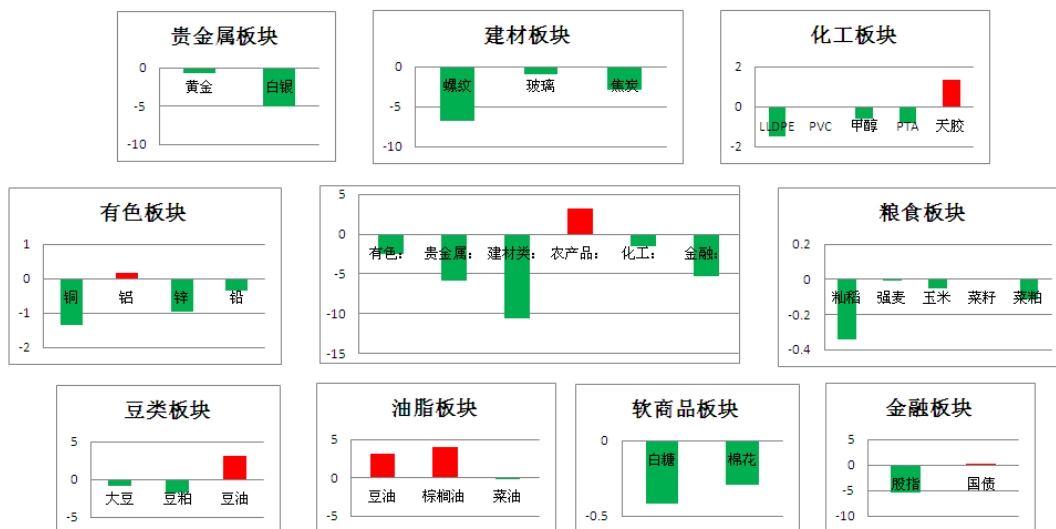 贵金属板块
0
-5
-10
黄金 白银
建材板块
0
-5
-10
螺纹 玻璃 焦炭
化工板块
2
0
-2
LLDPE PVC 甲醇 PTA 天胶
有色板块
1
0
-1
-2
铜 铝 锌 铅
5
0
-5
-10
-15
有色: 贵金属: 建材类: 农产品: 化工: 金融:
粮食板块
0.2
0
-0.2
-0.4
籼稻 强麦 玉米 菜籽 菜粕
豆类板块
5
0
-5
大豆 豆粕 豆油
油脂板块
5
0
-5
豆油 棕榈油 菜油
软商品板块
0
-0.5
白糖 棉花
金融板块
5
0
-5
-10
股指 国债